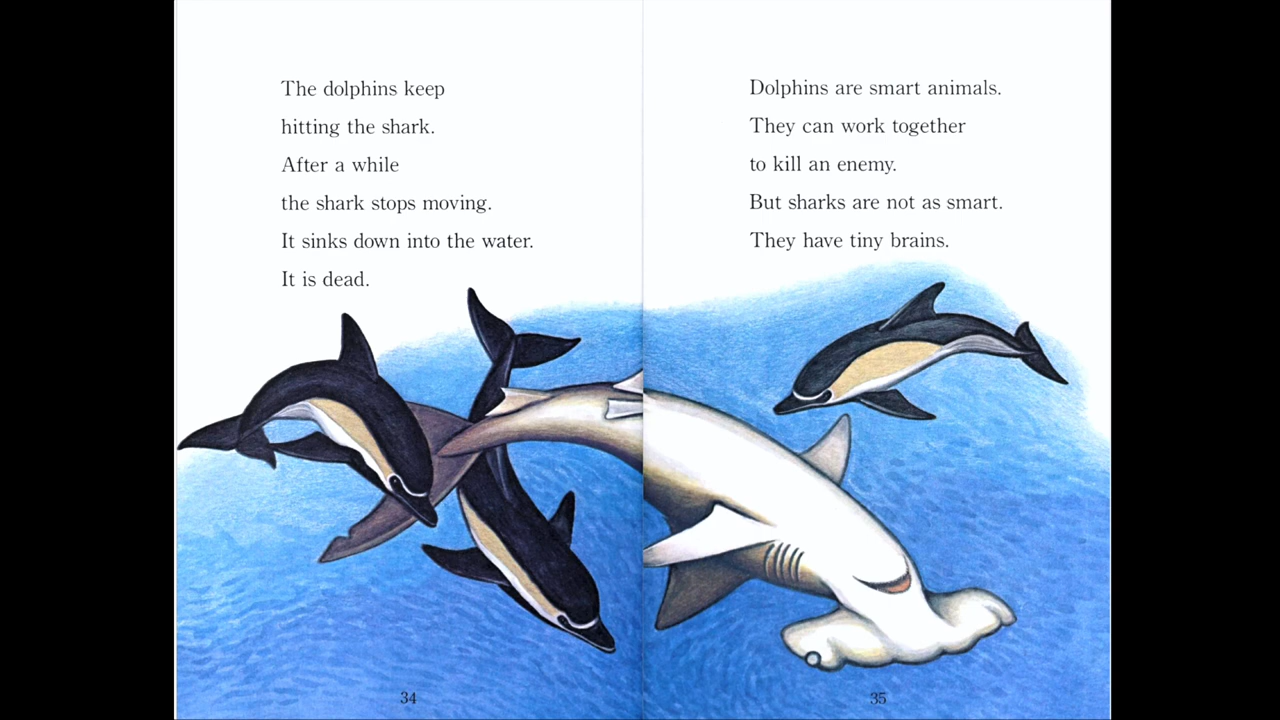 The dolphins keep
hitting the shark.
After a while
the shark stops moving.
It sinks down into the water.
It is dead.
34
Dolphins are smart animals.
They can work together
to kill an enemy.
But sharks are not as smart.
They have tiny brains.
35